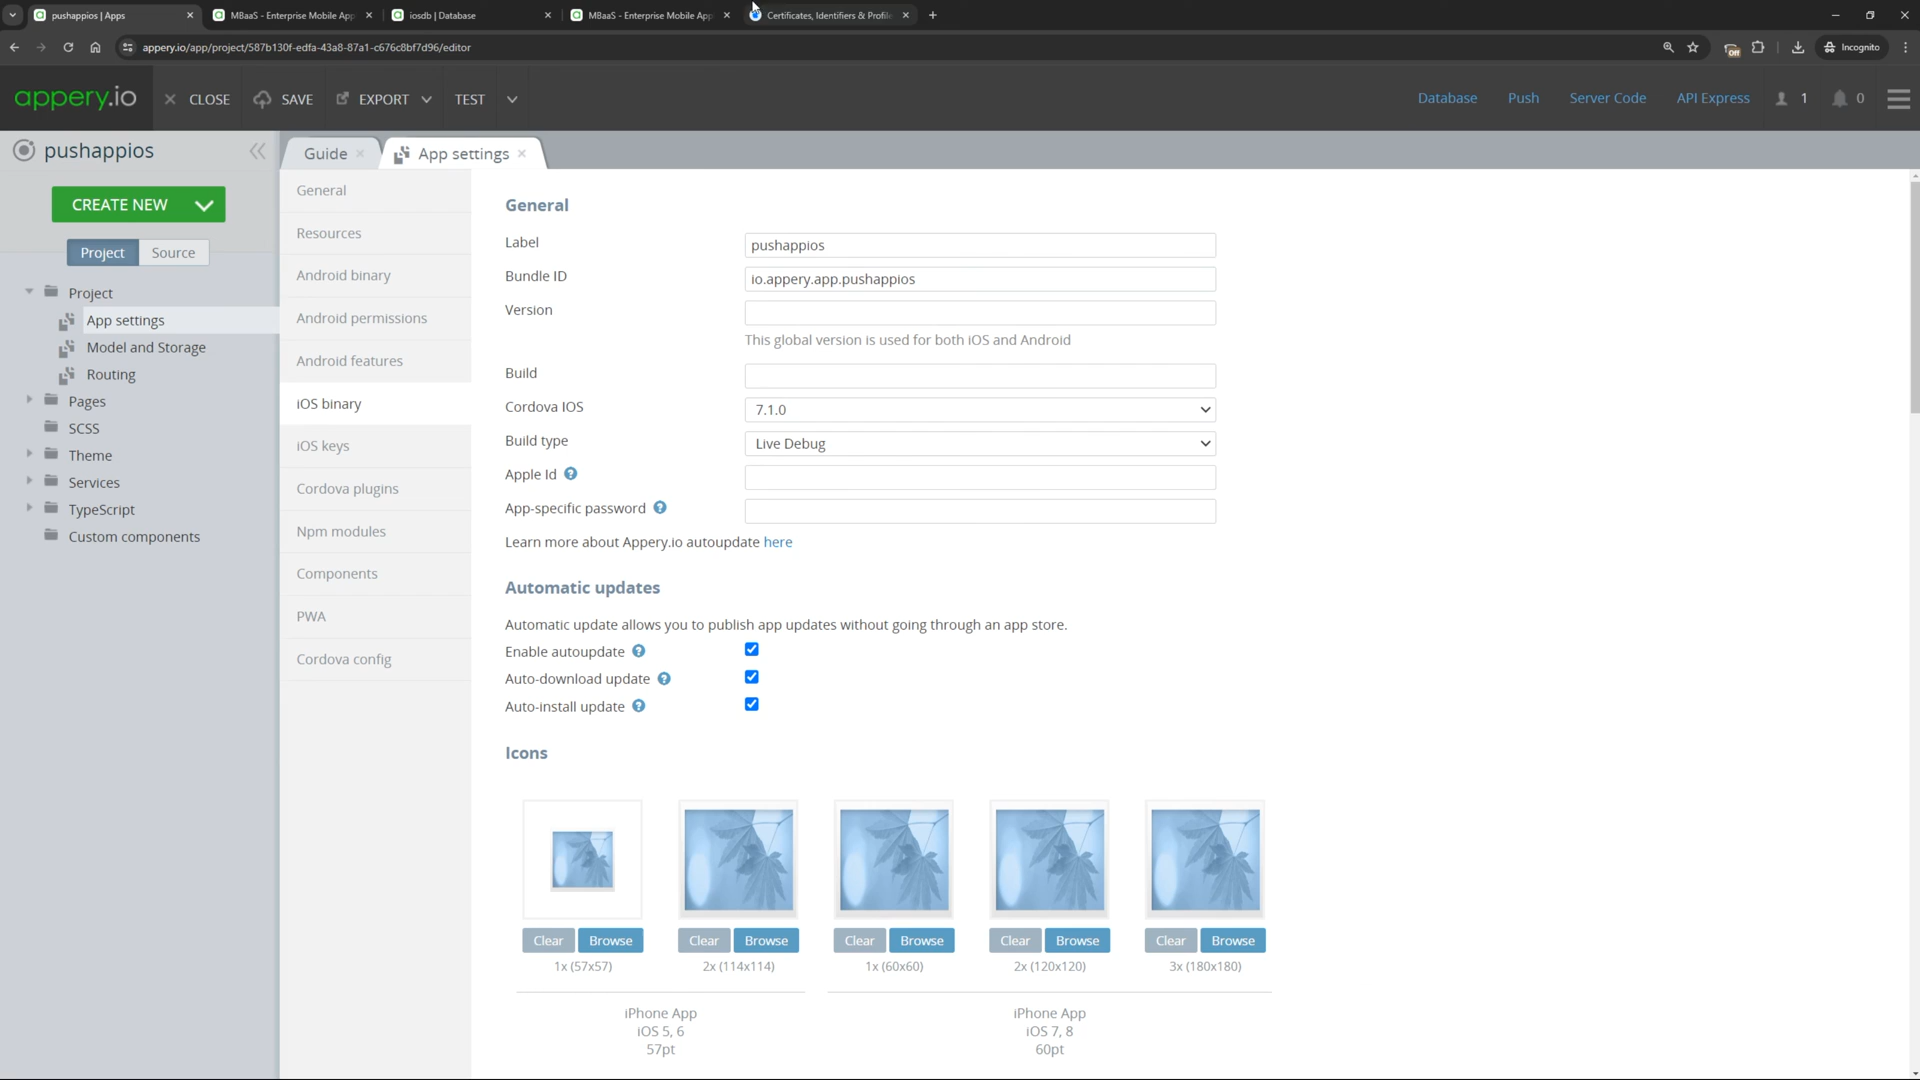 pushappios | Apps
MBaaS - Enterprise Mobile App
iosdb | Database
MBaaS - Enterprise Mobile App
Certificates, Identifiers & Profile
appery.io/app/project/587b130f-edfa-43a8-87a1-c676c8bf7d96/editor
Off
Incognito
appery.io
CLOSE
SAVE
EXPORT
TEST
Database
Push
Server Code
API Express
1
0
pushappios
Guide
App settings
CREATE NEW
Project
Source
Project
App settings
Model and Storage
Routing
Pages
SCSS
Theme
Services
TypeScript
Custom components
General
Resources
Android binary
Android permissions
Android features
iOS binary
iOS keys
Cordova plugins
Npm modules
Components
PWA
Cordova config
General
Label
pushappios
Bundle ID
io.appery.app.pushappios
Version
This global version is used for both iOS and Android
Build
Cordova IOS
7.1.0
Build type
Live Debug
Apple Id ?
App-specific password ?
Learn more about Appery.io autoupdate here
Automatic updates
Automatic update allows you to publish app updates without going through an app store.
Enable autoupdate ?
Auto-download update ?
Auto-install update ?
Icons
Clear Browse Clear Browse Clear Browse Clear Browse Clear Browse
1x (57x57) 2x (114x114) 1x (60x60) 2x (120x120) 3x (180x180)
iPhone App
iOS 5, 6
57pt
iPhone App
iOS 7, 8
60pt